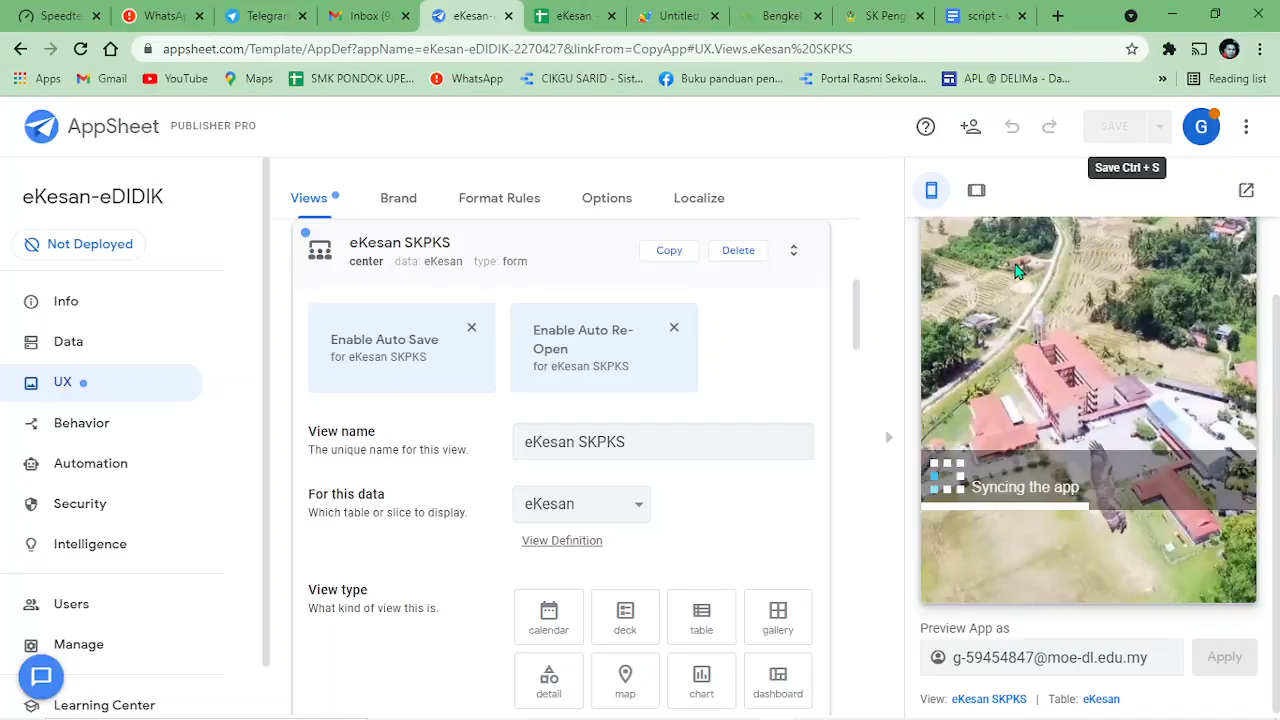 Speedte
WhatsA
Telegram
Inbox (9
eKesan-
eKesan -
Untitled
Bengkel
SK Peng
script -
appsheet.com/Template/AppDef?appName=eKesan-eDIDIK-2270427&linkFrom=CopyApp#UX.Views.eKesan%20SKPKS
Apps Gmail YouTube Maps SMK PONDOK UPE... WhatsApp CIKGU SARID - Sist... Buku panduan pen... Portal Rasmi Sekola... APL @ DELIMa - Da... » Reading list
AppSheet PUBLISHER PRO
SAVE
G
Save Ctrl + S
eKesan-eDIDIK
Not Deployed
Info
Data
UX
Behavior
Automation
Security
Intelligence
Users
Manage
Learning Center
Views Brand Format Rules Options Localize
eKesan SKPKS
center data: eKesan type: form
Copy
Delete
Enable Auto Save
for eKesan SKPKS
Enable Auto Re-
Open
for eKesan SKPKS
View name
The unique name for this view.
eKesan SKPKS
For this data
Which table or slice to display.
eKesan
View Definition
View type
What kind of view this is.
calendar deck table gallery
detail map chart dashboard
Syncing the app
Preview App as
g-59454847@moe-dl.edu.my
Apply
View: eKesan SKPKS | Table: eKesan